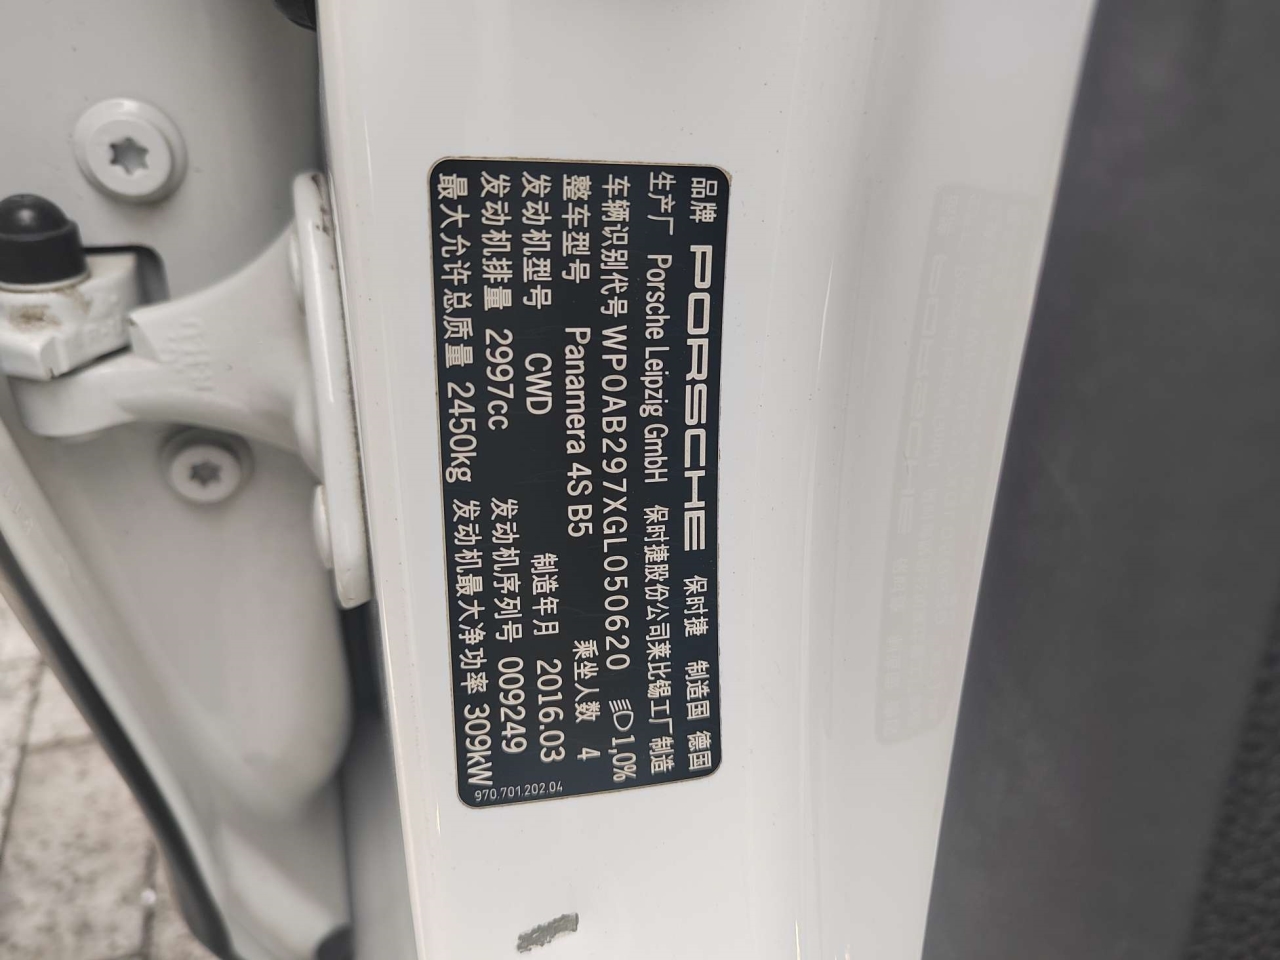 品牌 PORSCHE 保时捷 制造国 德国
生产厂 Porsche Leipzig GmbH 保时捷股份公司莱比锡工厂制造
车辆识别代号 WP0AB297XGL050620 1,0%
整车型号 Panamera 4S B5 乘坐人数 4
发动机型号 CWD 制造年月 2016.03
发动机排量 2997cc 发动机序列号 009249
最大允许总质量 2450kg 发动机最大净功率 309kW
970.701.202.04